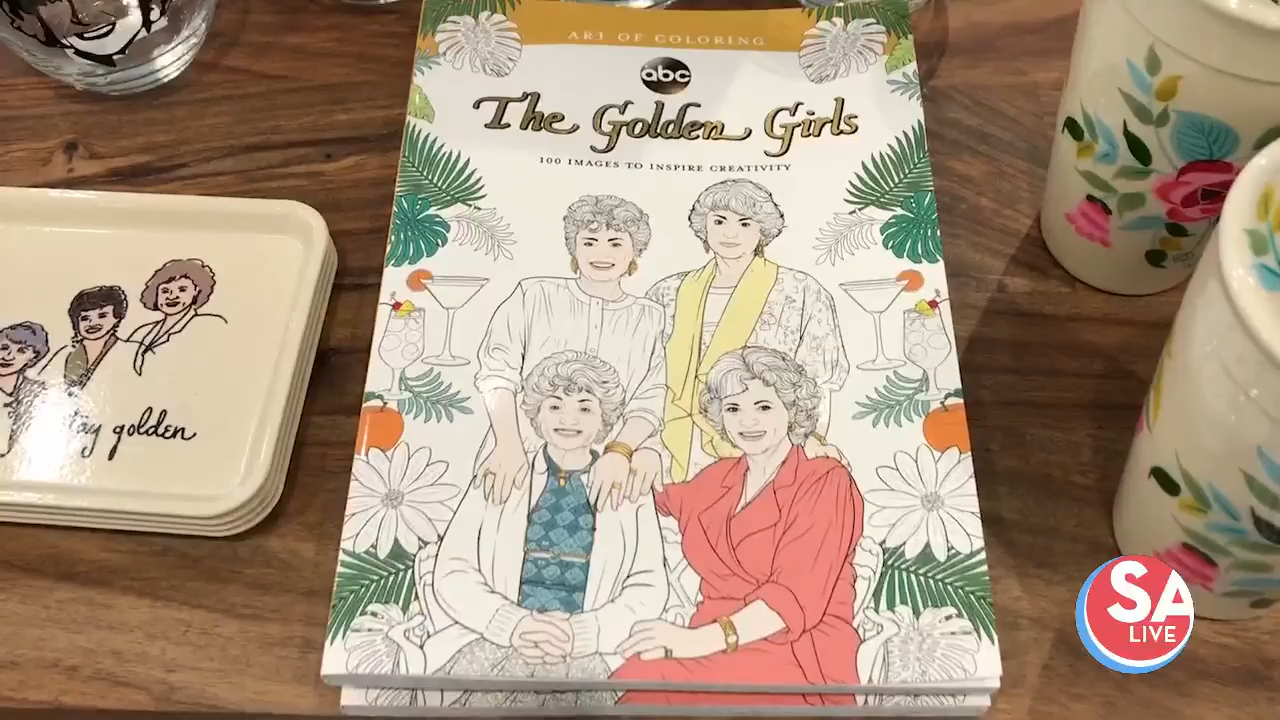 ART OF COLORING
abc
The Golden Girls
100 IMAGES TO INSPIRE CREATIVITY
golden
SA
LIVE